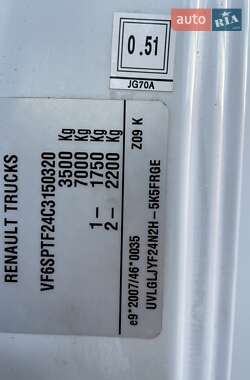 auto RIA
0.51
JG70A
RENAULT TRUCKS
VF6SPTF24C3150320
3500 Kg
7000 Kg
1– 1750 Kg
2– 2200 Kg
Z09 K
e9*2007/46*0035
UVLGLJYF24N2H–5K5FRGE